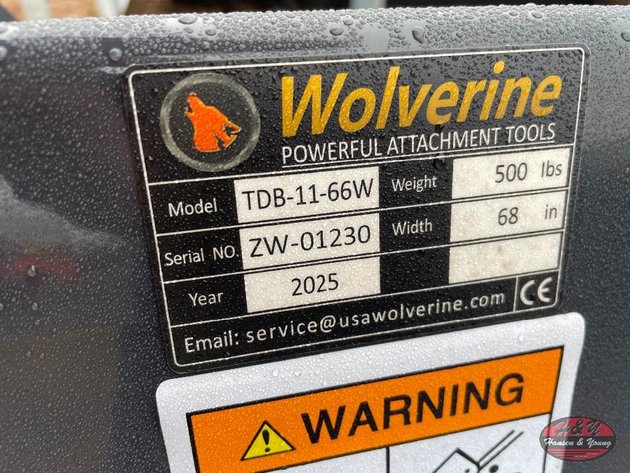 Wolverine
POWERFUL ATTACHMENT TOOLS
Model TDB-11-66W Weight 500 lbs
Serial NO. ZW-01230 Width 68 in
Year 2025
Email: service@usawolverine.com CE
WARNING
H&Y
Hansen & Young